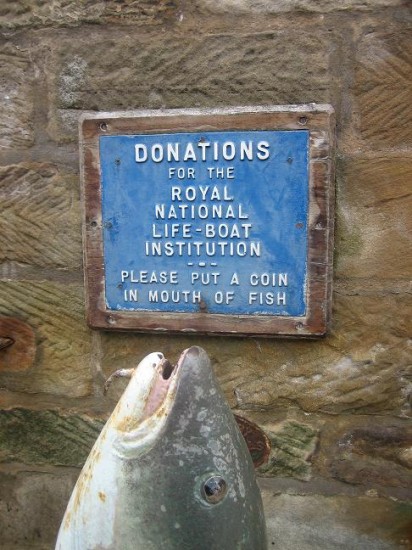 DONATIONS
FOR THE
ROYAL
NATIONAL
LIFE-BOAT
INSTITUTION
---
PLEASE PUT A COIN
IN MOUTH OF FISH